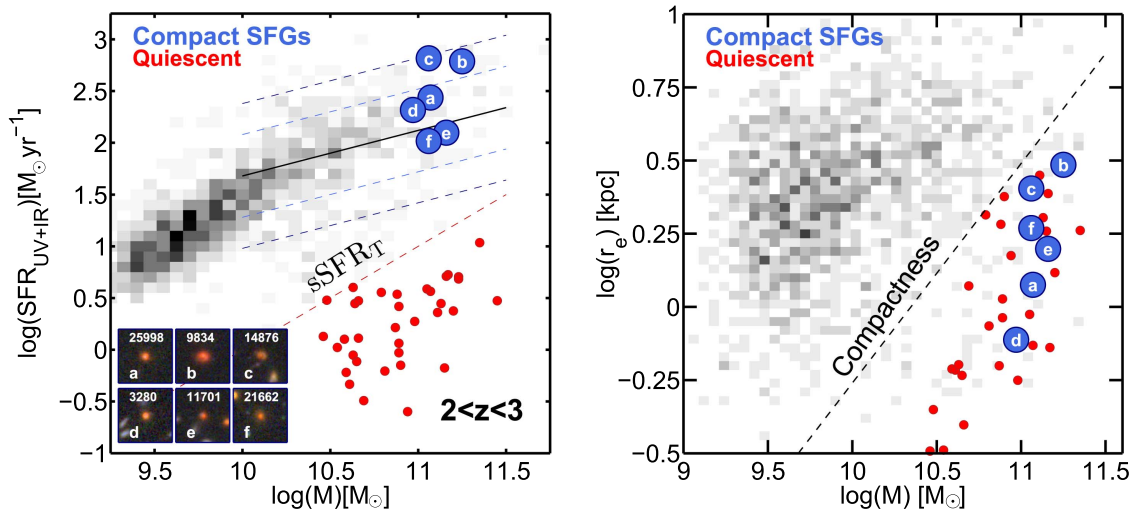 Compact SFGs
Quiescent
log(SFR_UV+IR)[M⊙ yr⁻¹]
3
2.5
2
1.5
1
0.5
0
−0.5
−1
c
b
a
d
e
f
sSFR_T
25998
9834
14876
a
b
c
3280
11701
21662
d
e
f
2<z<3
9.5 10 10.5 11 11.5
log(M)[M⊙]
Compact SFGs
Quiescent
log(r_e) [kpc]
1
0.75
0.5
0.25
0
−0.25
−0.5
b
c
f
e
a
d
Compactness
9 9.5 10 10.5 11 11.5
log(M) [M⊙]